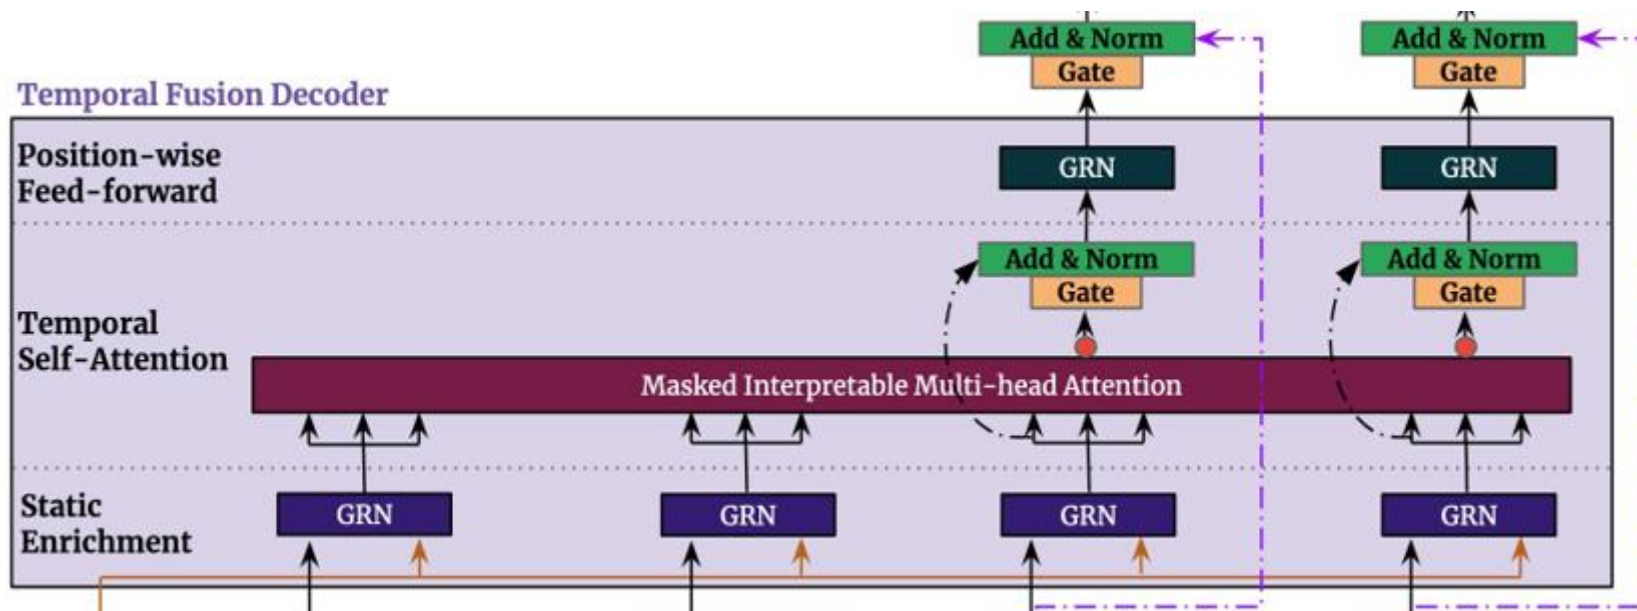 Add & Norm
Add & Norm
Gate
Gate
Temporal Fusion Decoder
Position-wise
Feed-forward
GRN
GRN
Add & Norm
Add & Norm
Gate
Gate
Temporal
Self-Attention
Masked Interpretable Multi-head Attention
Static
Enrichment
GRN
GRN
GRN
GRN